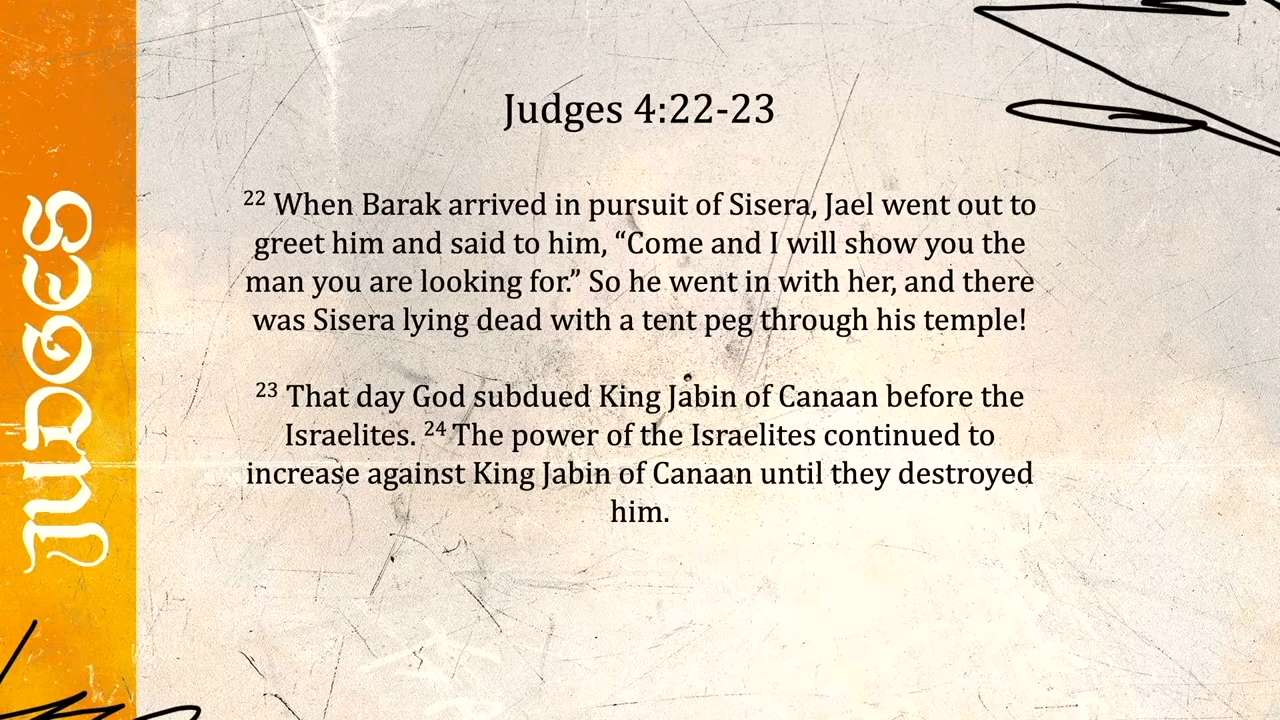 JUDGES
Judges 4:22-23
22 When Barak arrived in pursuit of Sisera, Jael went out to
greet him and said to him, “Come and I will show you the
man you are looking for.” So he went in with her, and there
was Sisera lying dead with a tent peg through his temple!
23 That day God subdued King Jabin of Canaan before the
Israelites. 24 The power of the Israelites continued to
increase against King Jabin of Canaan until they destroyed
him.